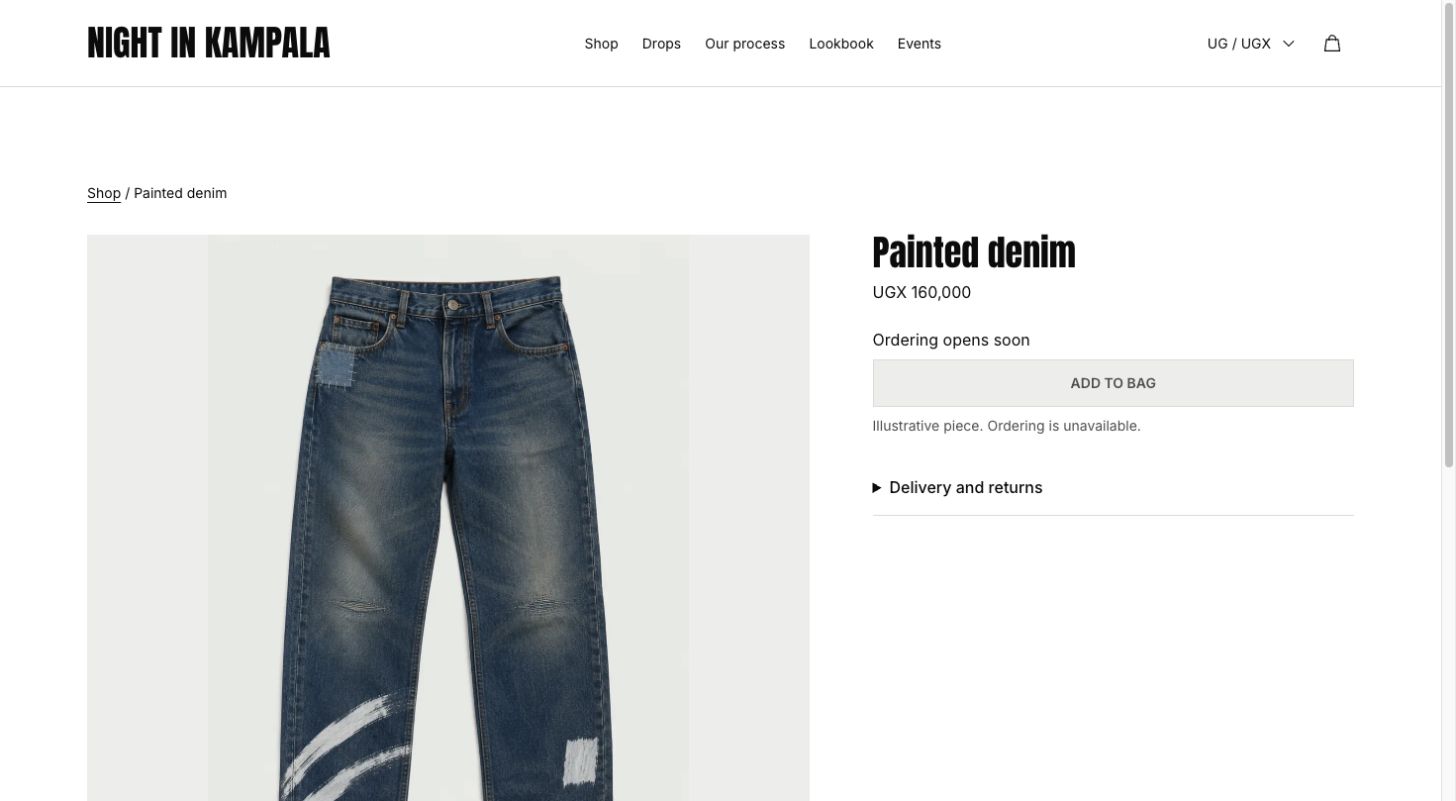 NIGHT IN KAMPALA
Shop
Drops
Our process
Lookbook
Events
UG / UGX
Shop / Painted denim
Painted denim
UGX 160,000
Ordering opens soon
ADD TO BAG
Illustrative piece. Ordering is unavailable.
Delivery and returns